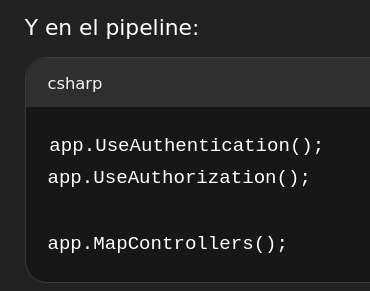 Y en el pipeline:
csharp
app.UseAuthentication();
app.UseAuthorization();
app.MapControllers();